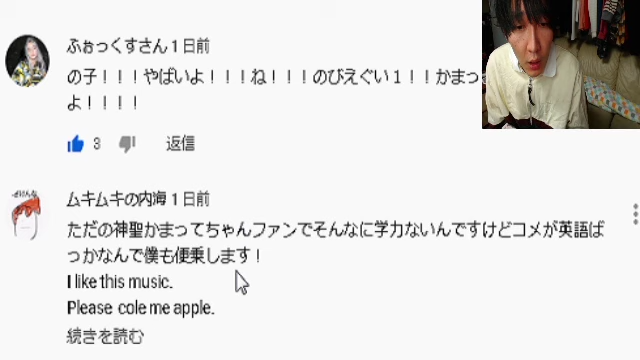 ふぉっくすさん 1 日前
の子！！！やばいよ！！！ね！！！のびえぐい１！！かまっ
よ！！！！
3 返信
ムキムキの内海 1 日前
ただの神聖かまってちゃんファンでそんなに学力ないんですけどコメが英語ば
っかなんで僕も便乗します！
I like this music.
Please cole me apple.
続きを読む